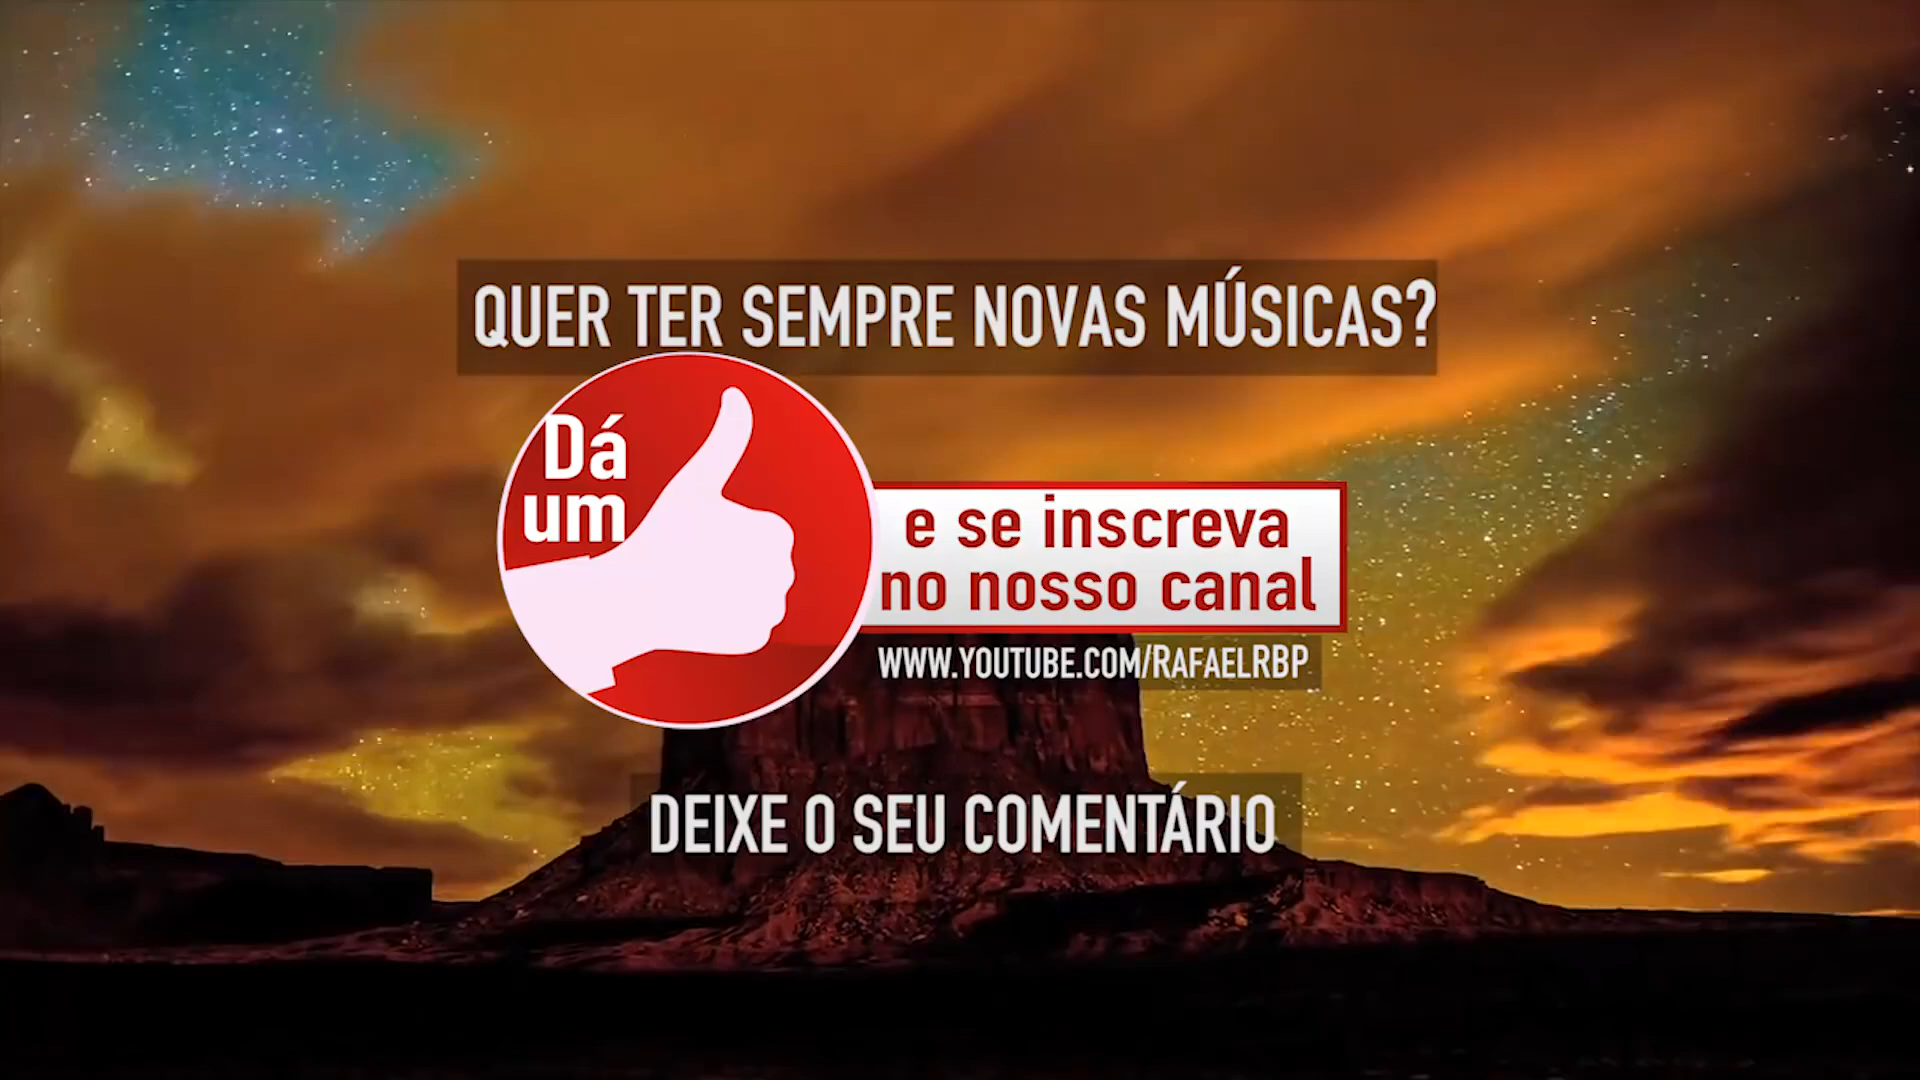 QUER TER SEMPRE NOVAS MÚSICAS?
Dá
um
e se inscreva
no nosso canal
WWW.YOUTUBE.COM/RAFAELRBP
DEIXE O SEU COMENTÁRIO